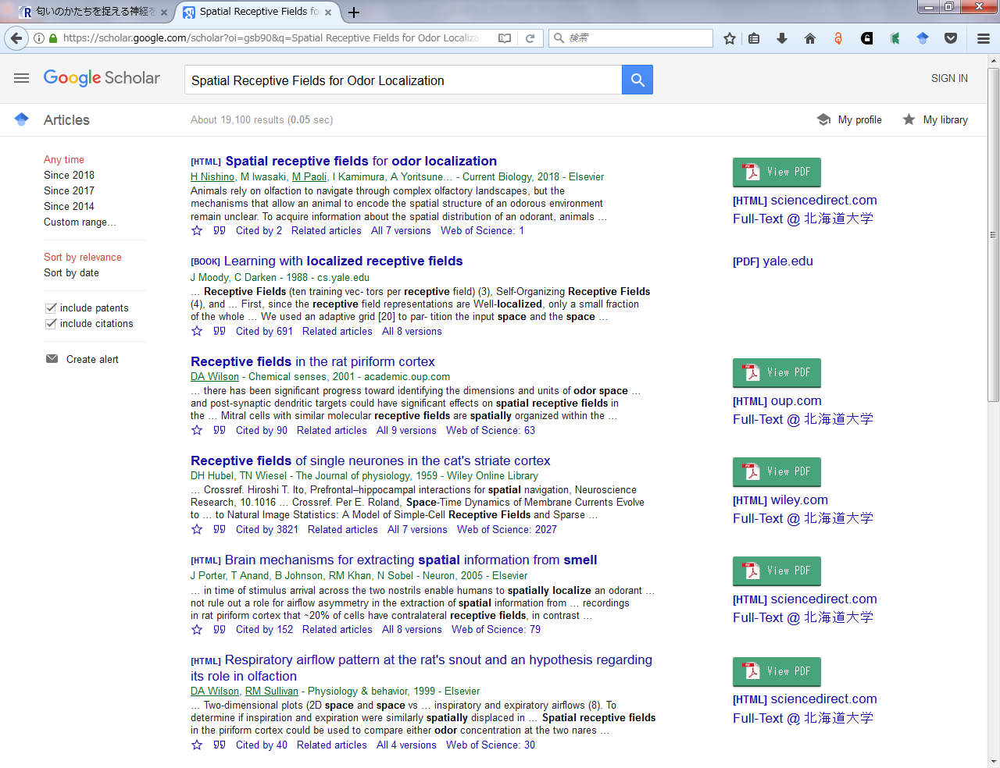 匂いのかたちを捉える神経を
Spatial Receptive Fields fo
https://scholar.google.com/scholar?oi=gsb90&q=Spatial Receptive Fields for Odor Localiza
検索
Google Scholar
Spatial Receptive Fields for Odor Localization
SIGN IN
Articles
About 19,100 results (0.05 sec)
My profile
My library
Any time
Since 2018
Since 2017
Since 2014
Custom range...
Sort by relevance
Sort by date
include patents
include citations
Create alert
[HTML] Spatial receptive fields for odor localization
H Nishino, M Iwasaki, M Paoli, I Kamimura, A Yoritsune… - Current Biology, 2018 - Elsevier
Animals rely on olfaction to navigate through complex olfactory landscapes, but the
mechanisms that allow an animal to encode the spatial structure of an odorous environment
remain unclear. To acquire information about the spatial distribution of an odorant, animals …
Cited by 2 Related articles All 7 versions Web of Science: 1
View PDF
[HTML] sciencedirect.com
Full-Text @ 北海道大学
[BOOK] Learning with localized receptive fields
J Moody, C Darken - 1988 - cs.yale.edu
… Receptive Fields (ten training vec- tors per receptive field) (3), Self-Organizing Receptive Fields
(4), and … First, since the receptive field representations are Well-localized, only a small fraction
of the whole … We used an adaptive grid [20] to par- tition the input space and the space …
Cited by 691 Related articles All 8 versions
[PDF] yale.edu
Receptive fields in the rat piriform cortex
DA Wilson - Chemical senses, 2001 - academic.oup.com
… there has been significant progress toward identifying the dimensions and units of odor space …
and post-synaptic dendritic targets could have significant effects on spatial receptive fields in
the … Mitral cells with similar molecular receptive fields are spatially organized within the …
Cited by 90 Related articles All 9 versions Web of Science: 63
View PDF
[HTML] oup.com
Full-Text @ 北海道大学
Receptive fields of single neurones in the cat's striate cortex
DH Hubel, TN Wiesel - The Journal of physiology, 1959 - Wiley Online Library
… Crossref. Hiroshi T. Ito, Prefrontal–hippocampal interactions for spatial navigation, Neuroscience
Research, 10.1016 … Crossref. Per E. Roland, Space-Time Dynamics of Membrane Currents Evolve
to … to Natural Image Statistics: A Model of Simple-Cell Receptive Fields and Sparse …
Cited by 3821 Related articles All 7 versions Web of Science: 2027
View PDF
[HTML] wiley.com
Full-Text @ 北海道大学
[HTML] Brain mechanisms for extracting spatial information from smell
J Porter, T Anand, B Johnson, RM Khan, N Sobel - Neuron, 2005 - Elsevier
… in time of stimulus arrival across the two nostrils enable humans to spatially localize an odorant …
not rule out a role for airflow asymmetry in the extraction of spatial information from … recordings
in rat piriform cortex that ~20% of cells have contralateral receptive fields, in contrast …
Cited by 152 Related articles All 8 versions Web of Science: 79
View PDF
[HTML] sciencedirect.com
Full-Text @ 北海道大学
[HTML] Respiratory airflow pattern at the rat's snout and an hypothesis regarding
its role in olfaction
DA Wilson, RM Sullivan - Physiology & behavior, 1999 - Elsevier
… Two-dimensional plots (2D space and space vs … inspiratory and expiratory airflows (8). To
determine if inspiration and expiration were similarly spatially displaced in … Spatial receptive fields
in the piriform cortex could be used to compare either odor concentration at the two nares …
Cited by 40 Related articles All 4 versions Web of Science: 30
View PDF
[HTML] sciencedirect.com
Full-Text @ 北海道大学